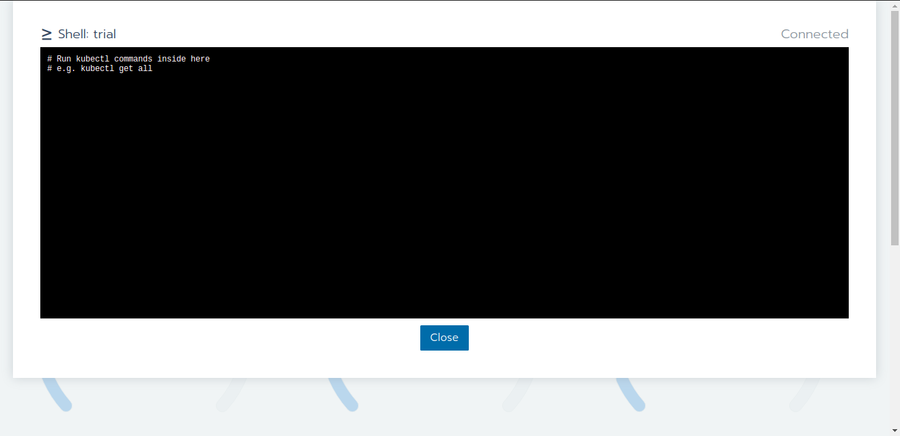 Shell: trial
Connected
# Run kubectl commands inside here
# e.g. kubectl get all
Close